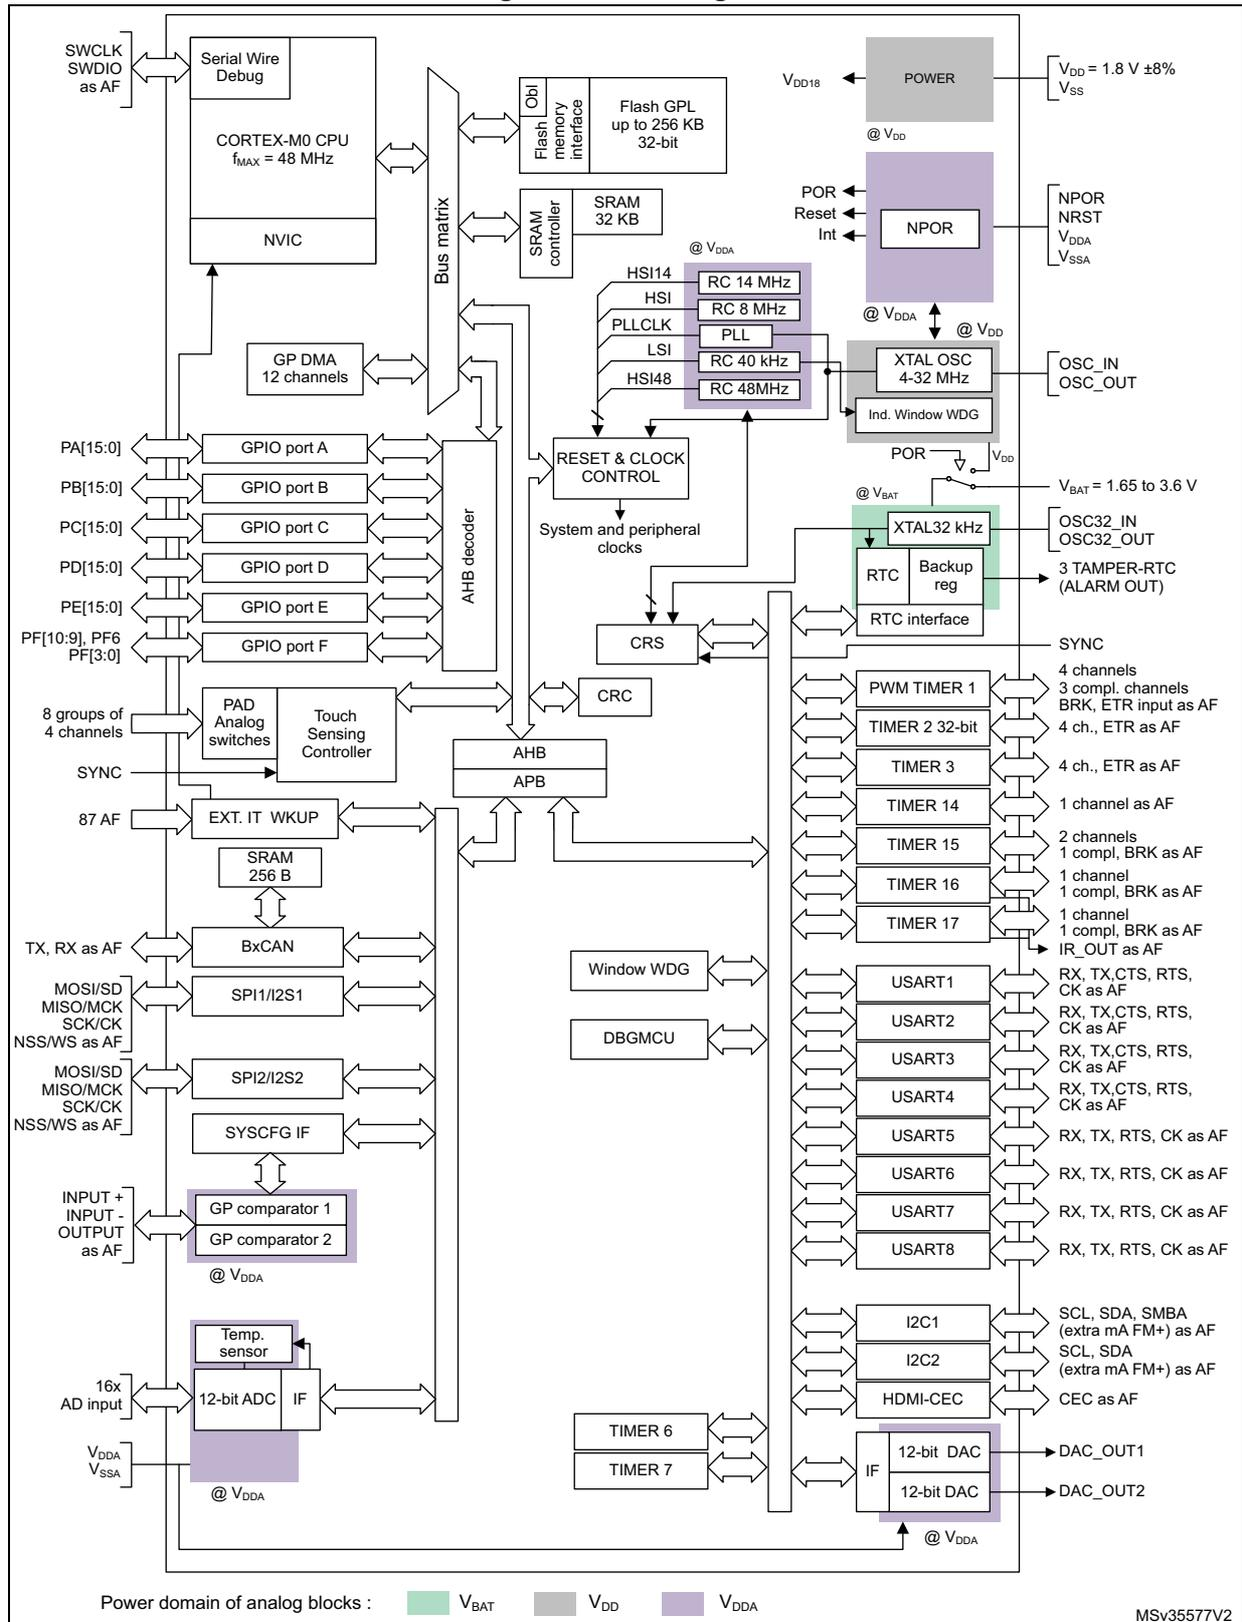 SWCLK
SWDIO
as AF
Serial Wire
Debug
CORTEX-M0 CPU
fMAX = 48 MHz
NVIC
Bus matrix
Obl
Flash
memory
interface
Flash GPL
up to 256 KB
32-bit
SRAM
controller
SRAM
32 KB
VDD18
POWER
VDD = 1.8 V ±8%
VSS
@ VDD
POR
Reset
Int
NPOR
NPOR
NRST
VDDA
VSSA
@ VDDA
@ VDDA
@ VDD
HSI14
RC 14 MHz
HSI
RC 8 MHz
PLLCLK
PLL
LSI
RC 40 kHz
HSI48
RC 48MHz
XTAL OSC
4-32 MHz
OSC_IN
OSC_OUT
Ind. Window WDG
GP DMA
12 channels
PA[15:0]
GPIO port A
PB[15:0]
GPIO port B
PC[15:0]
GPIO port C
PD[15:0]
GPIO port D
PE[15:0]
GPIO port E
PF[10:9], PF6
PF[3:0]
GPIO port F
AHB decoder
RESET & CLOCK
CONTROL
System and peripheral
clocks
POR
VDD
VBAT = 1.65 to 3.6 V
@ VBAT
XTAL32 kHz
OSC32_IN
OSC32_OUT
RTC
Backup
reg
3 TAMPER-RTC
(ALARM OUT)
RTC interface
CRS
SYNC
8 groups of
4 channels
PAD
Analog
switches
Touch
Sensing
Controller
SYNC
CRC
AHB
APB
87 AF
EXT. IT WKUP
SRAM
256 B
TX, RX as AF
BxCAN
MOSI/SD
MISO/MCK
SCK/CK
NSS/WS as AF
SPI1/I2S1
MOSI/SD
MISO/MCK
SCK/CK
NSS/WS as AF
SPI2/I2S2
SYSCFG IF
INPUT +
INPUT -
OUTPUT
as AF
GP comparator 1
GP comparator 2
@ VDDA
Temp.
sensor
16x
AD input
12-bit ADC
IF
VDDA
VSSA
@ VDDA
Window WDG
DBGMCU
TIMER 6
TIMER 7
PWM TIMER 1
4 channels
3 compl. channels
BRK, ETR input as AF
TIMER 2 32-bit
4 ch., ETR as AF
TIMER 3
4 ch., ETR as AF
TIMER 14
1 channel as AF
TIMER 15
2 channels
1 compl, BRK as AF
TIMER 16
1 channel
1 compl, BRK as AF
TIMER 17
1 channel
1 compl, BRK as AF
IR_OUT as AF
USART1
RX, TX,CTS, RTS,
CK as AF
USART2
RX, TX,CTS, RTS,
CK as AF
USART3
RX, TX,CTS, RTS,
CK as AF
USART4
RX, TX,CTS, RTS,
CK as AF
USART5
RX, TX, RTS, CK as AF
USART6
RX, TX, RTS, CK as AF
USART7
RX, TX, RTS, CK as AF
USART8
RX, TX, RTS, CK as AF
I2C1
SCL, SDA, SMBA
(extra mA FM+) as AF
I2C2
SCL, SDA
(extra mA FM+) as AF
HDMI-CEC
CEC as AF
IF
12-bit DAC
DAC_OUT1
12-bit DAC
DAC_OUT2
@ VDDA
Power domain of analog blocks :
VBAT
VDD
VDDA
MSv35577V2